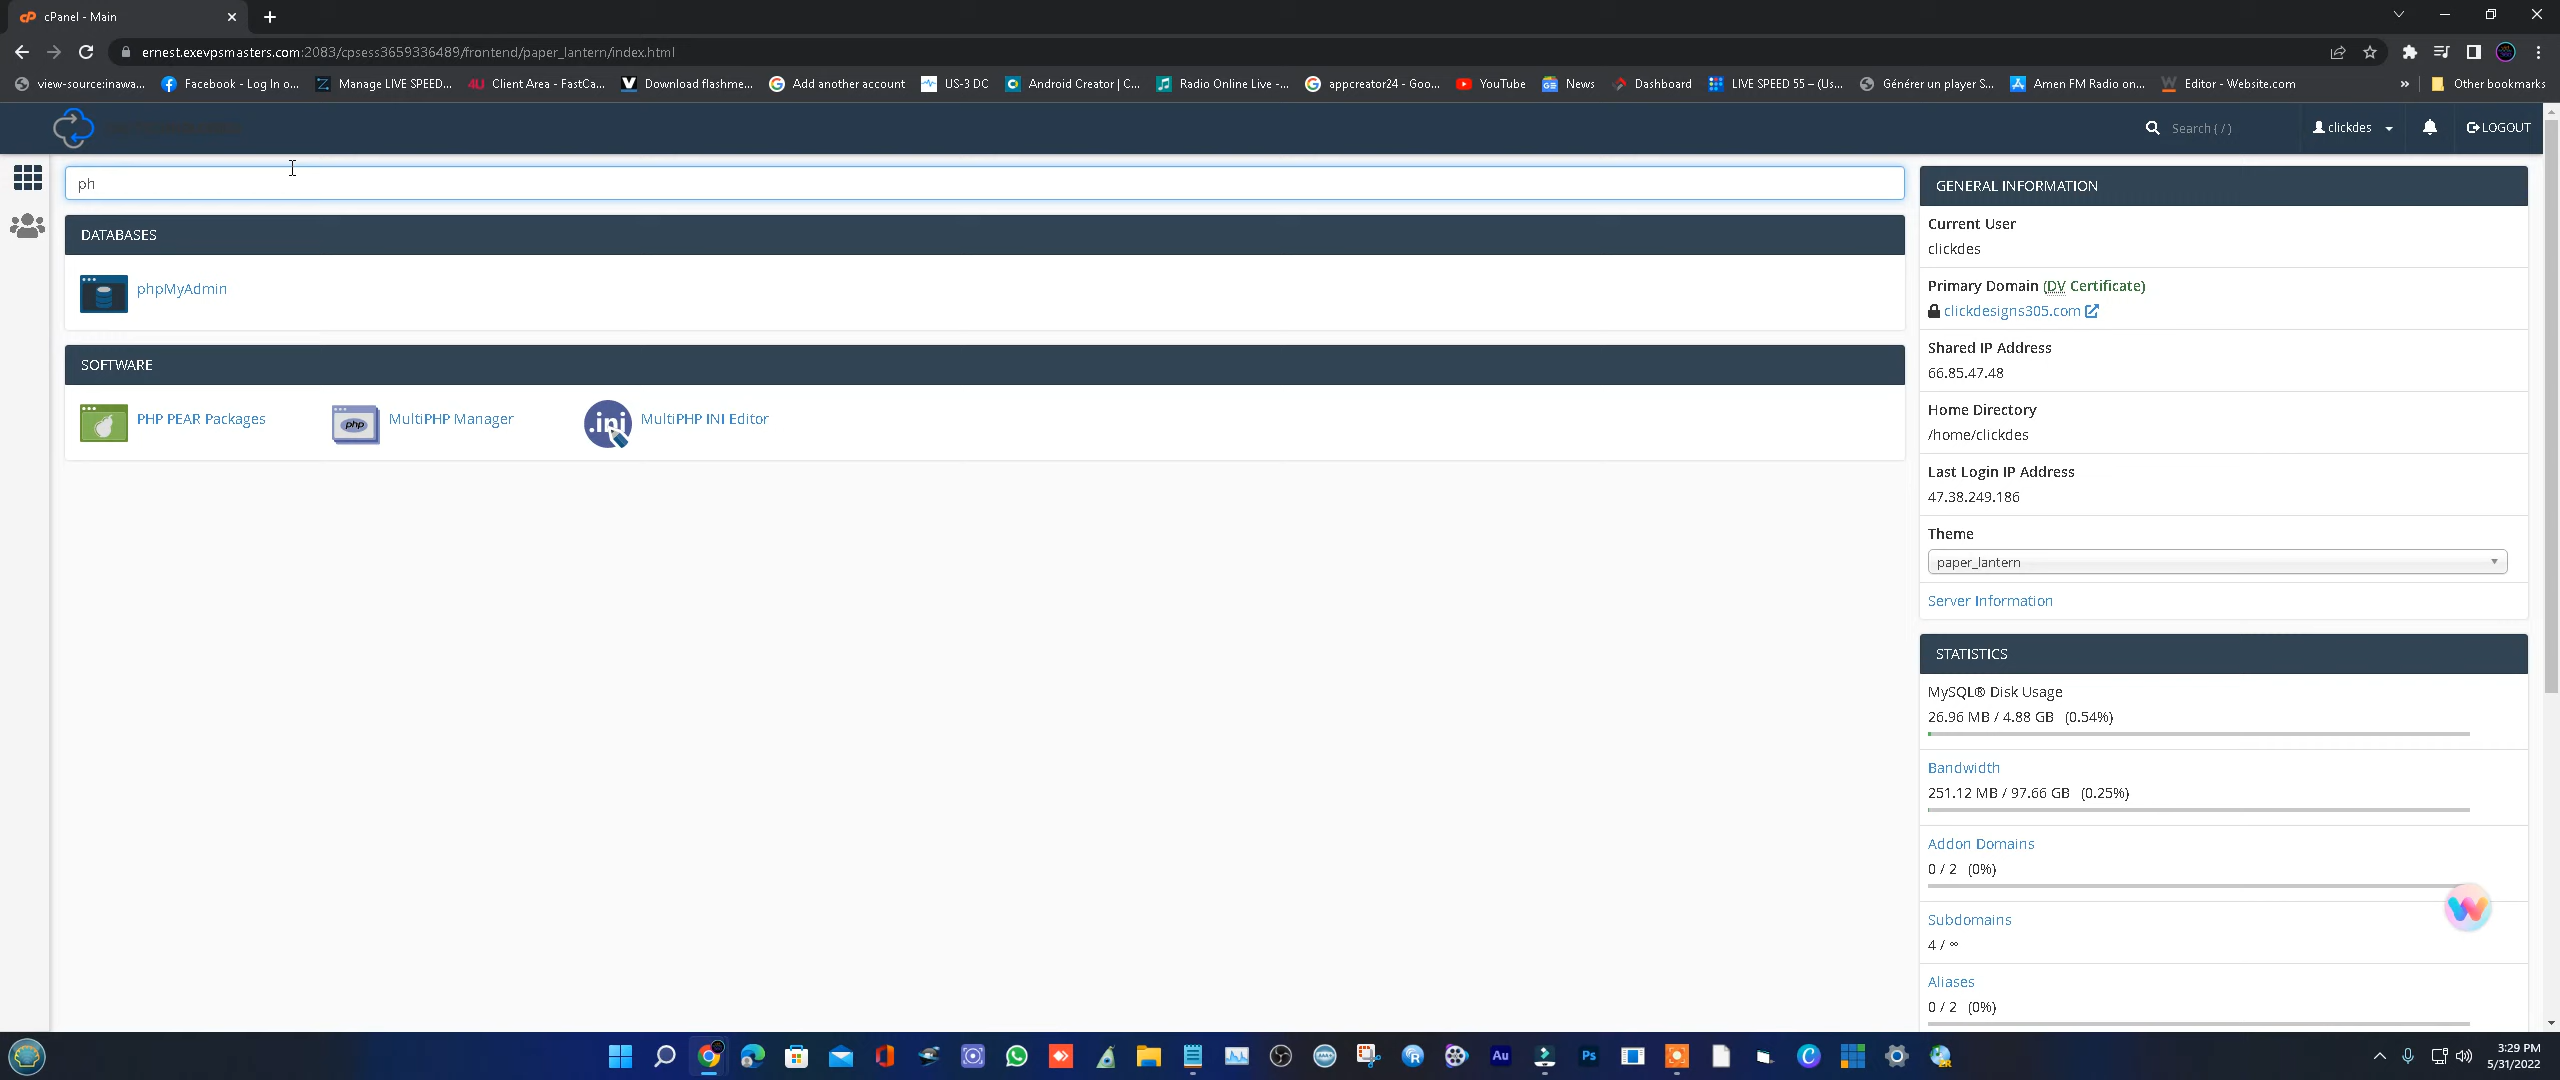 cPanel - Main
ernest.exevpsmasters.com:2083/cpsess3659336489/frontend/paper_lantern/index.html
view-source:inawa... Facebook - Log In o... Manage LIVE SPEED... Client Area - FastCa... Download flashme... Add another account US-3 DC Android Creator | C... Radio Online Live -... appcreator24 - Goo... YouTube News Dashboard LIVE SPEED 55 – (Us... Générer un player S... Amen FM Radio on... Editor - Website.com » Other bookmarks
Search ( / ) clickdes LOGOUT
ph
DATABASES
phpMyAdmin
SOFTWARE
PHP PEAR Packages
php
MultiPHP Manager
.ini
MultiPHP INI Editor
GENERAL INFORMATION
Current User
clickdes
Primary Domain (DV Certificate)
clickdesigns305.com
Shared IP Address
66.85.47.48
Home Directory
/home/clickdes
Last Login IP Address
47.38.249.186
Theme
paper_lantern
Server Information
STATISTICS
MySQL® Disk Usage
26.96 MB / 4.88 GB (0.54%)
Bandwidth
251.12 MB / 97.66 GB (0.25%)
Addon Domains
0 / 2 (0%)
Subdomains
4 / ∞
Aliases
0 / 2 (0%)
Au
Ps
3:29 PM
5/31/2022